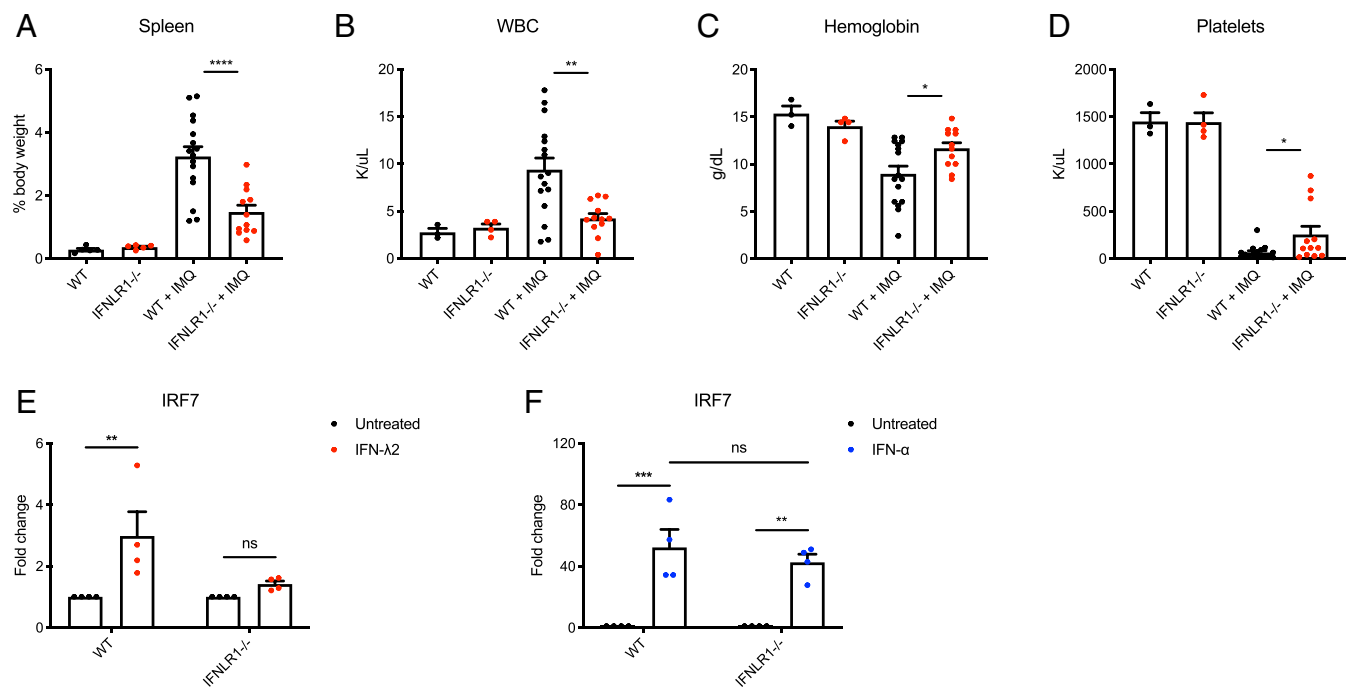 A
Spleen
% body weight
6
4
2
0
****
WT
IFNLR1-/-
WT + IMQ
IFNLR1-/- + IMQ
B
WBC
K/uL
20
15
10
5
0
**
WT
IFNLR1-/-
WT + IMQ
IFNLR1-/- + IMQ
C
Hemoglobin
g/dL
20
15
10
5
0
*
WT
IFNLR1-/-
WT + IMQ
IFNLR1-/- + IMQ
D
Platelets
K/uL
2000
1500
1000
500
0
*
WT
IFNLR1-/-
WT + IMQ
IFNLR1-/- + IMQ
E
IRF7
Fold change
6
4
2
0
**
ns
WT
IFNLR1-/-
Untreated
IFN-λ2
F
IRF7
Fold change
120
80
40
0
***
ns
**
WT
IFNLR1-/-
Untreated
IFN-α